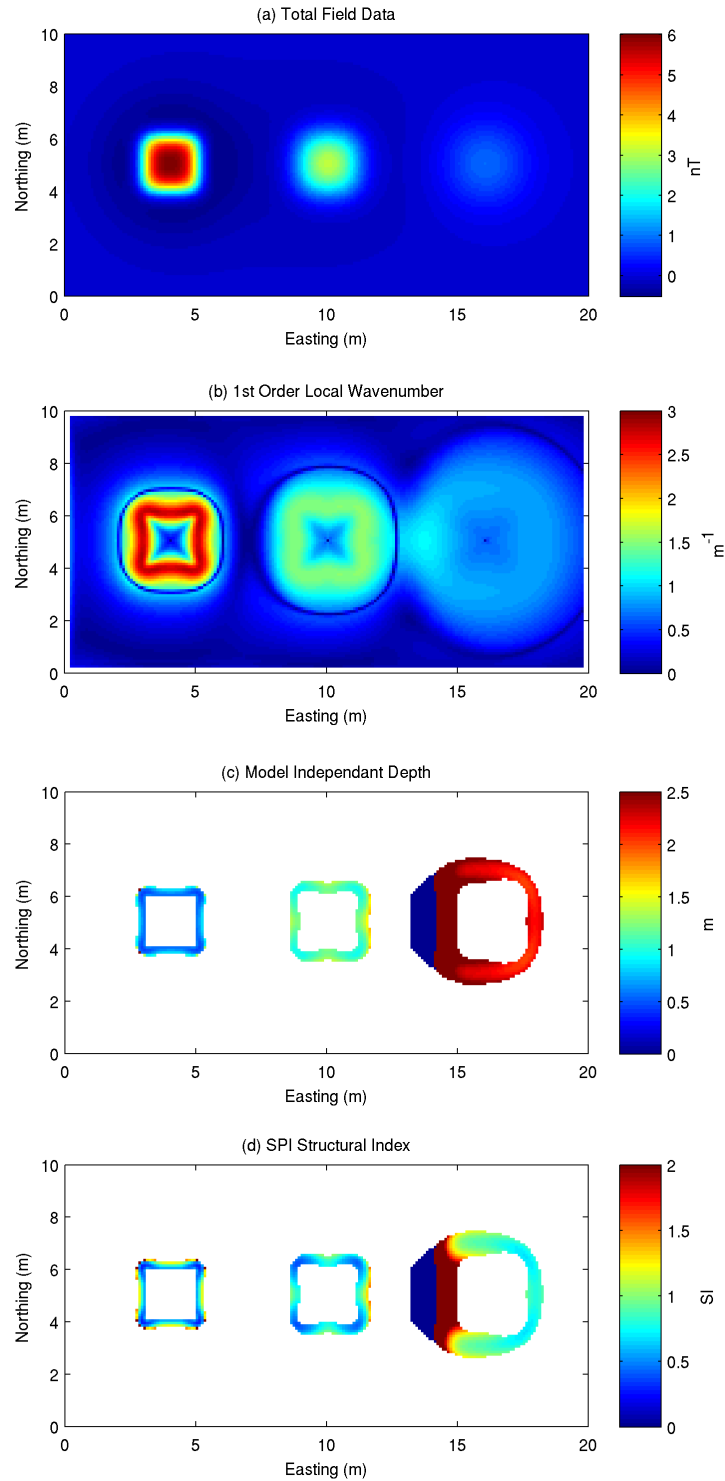 (a) Total Field Data
10
8
6
4
2
0
Northing (m)
0 5 10 15 20
Easting (m)
6
5
4
3
2
1
0
nT
(b) 1st Order Local Wavenumber
10
8
6
4
2
0
Northing (m)
0 5 10 15 20
Easting (m)
3
2.5
2
1.5
1
0.5
0
m⁻¹
(c) Model Independant Depth
10
8
6
4
2
0
Northing (m)
0 5 10 15 20
Easting (m)
2.5
2
1.5
1
0.5
0
m
(d) SPI Structural Index
10
8
6
4
2
0
Northing (m)
0 5 10 15 20
Easting (m)
2
1.5
1
0.5
0
SI